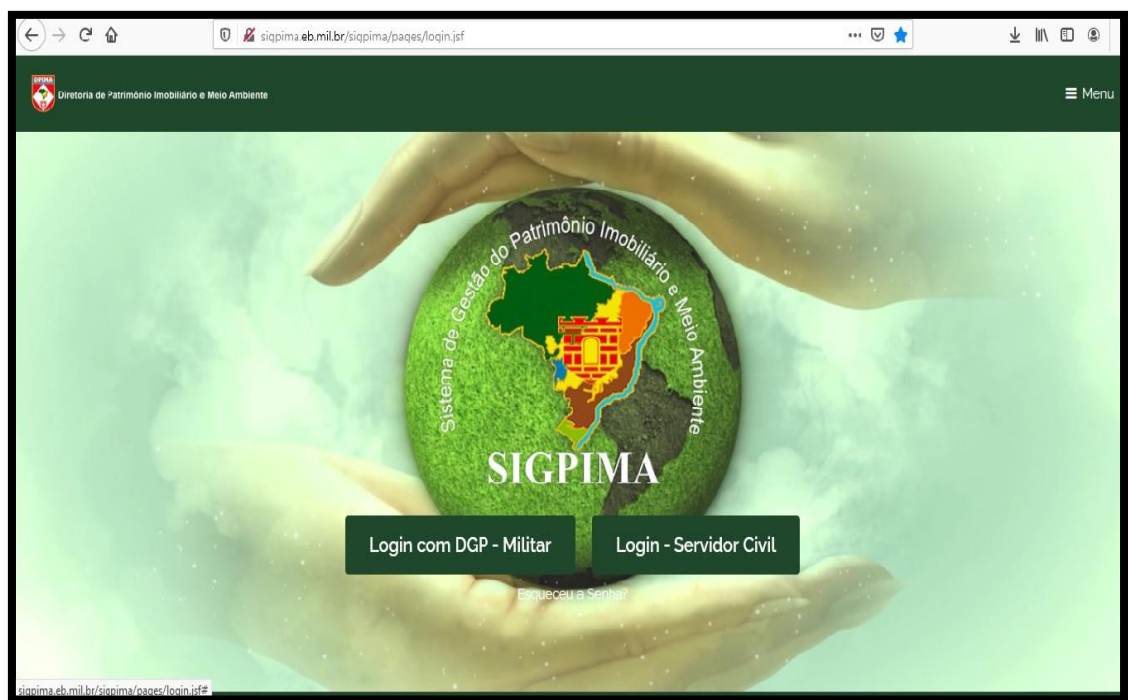 sigpima.eb.mil.br/sigpima/pages/login.jsf
DPIMA
Diretoria de Patrimônio Imobiliário e Meio Ambiente
Menu
Sistema de Gestão do Patrimônio Imobiliário e Meio Ambiente
SIGPIMA
Login com DGP - Militar
Login - Servidor Civil
Esqueceu a Senha?
sigpima.eb.mil.br/sigpima/pages/login.jsf#